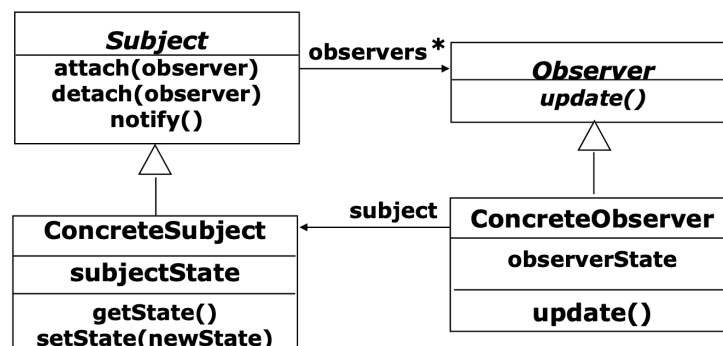 Subject
attach(observer)
detach(observer)
notify()
observers*
Observer
update()
ConcreteSubject
subjectState
getState()
setState(newState)
subject
ConcreteObserver
observerState
update()